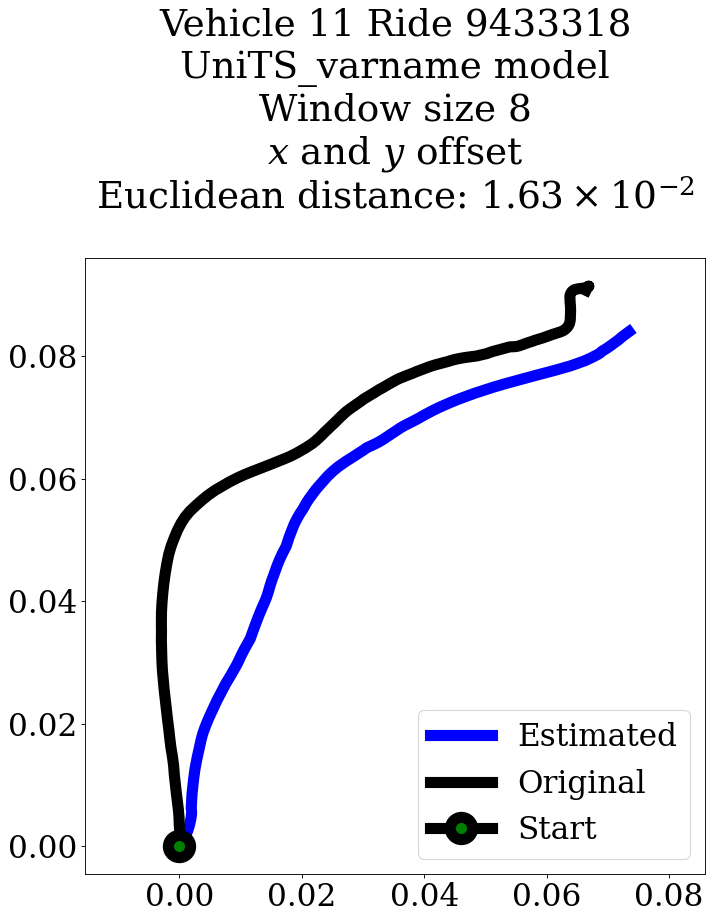 Vehicle 11 Ride 9433318
UniTS_varname model
Window size 8
x and y offset
Euclidean distance: 1.63 × 10⁻²
0.08
0.06
0.04
0.02
0.00
Estimated
Original
Start
0.00 0.02 0.04 0.06 0.08